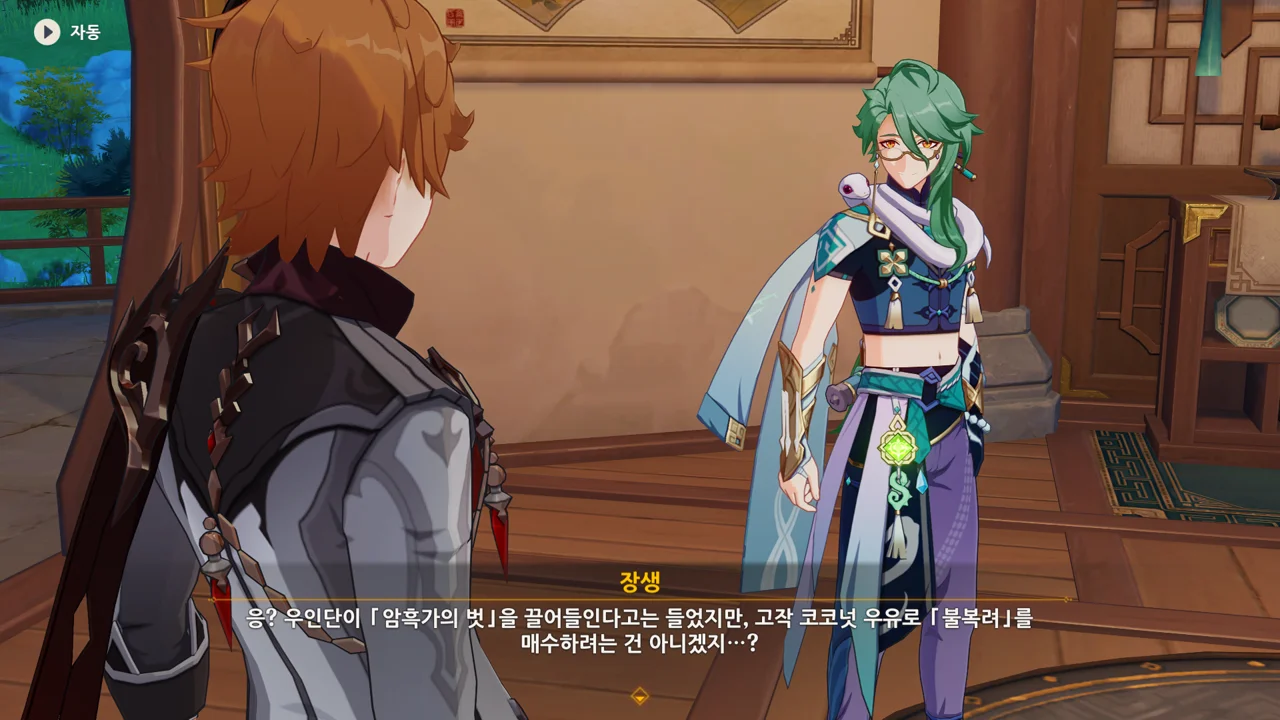 자동
장생
응? 우인단이 「암흑가의 벗」을 끌어들인다고는 들었지만, 고작 코코넛 우유로 「불복려」를
매수하려는 건 아니겠지…?